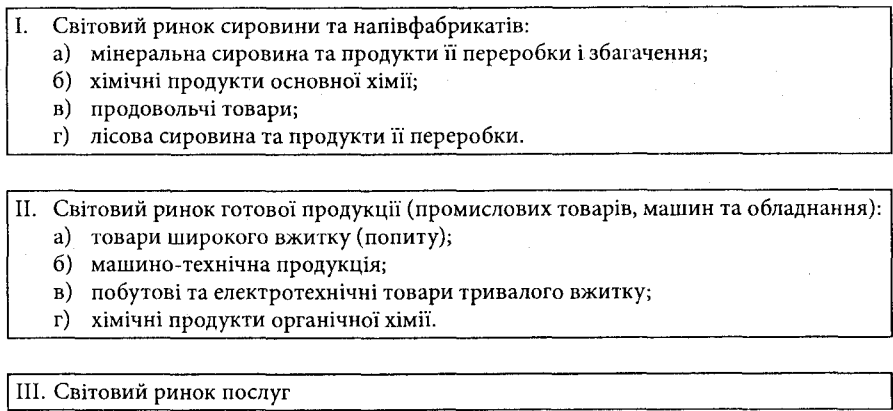 I. Світовий ринок сировини та напівфабрикатів:
а) мінеральна сировина та продукти її переробки і збагачення;
б) хімічні продукти основної хімії;
в) продовольчі товари;
г) лісова сировина та продукти її переробки.
II. Світовий ринок готової продукції (промислових товарів, машин та обладнання):
а) товари широкого вжитку (попиту);
б) машино-технічна продукція;
в) побутові та електротехнічні товари тривалого вжитку;
г) хімічні продукти органічної хімії.
III. Світовий ринок послуг